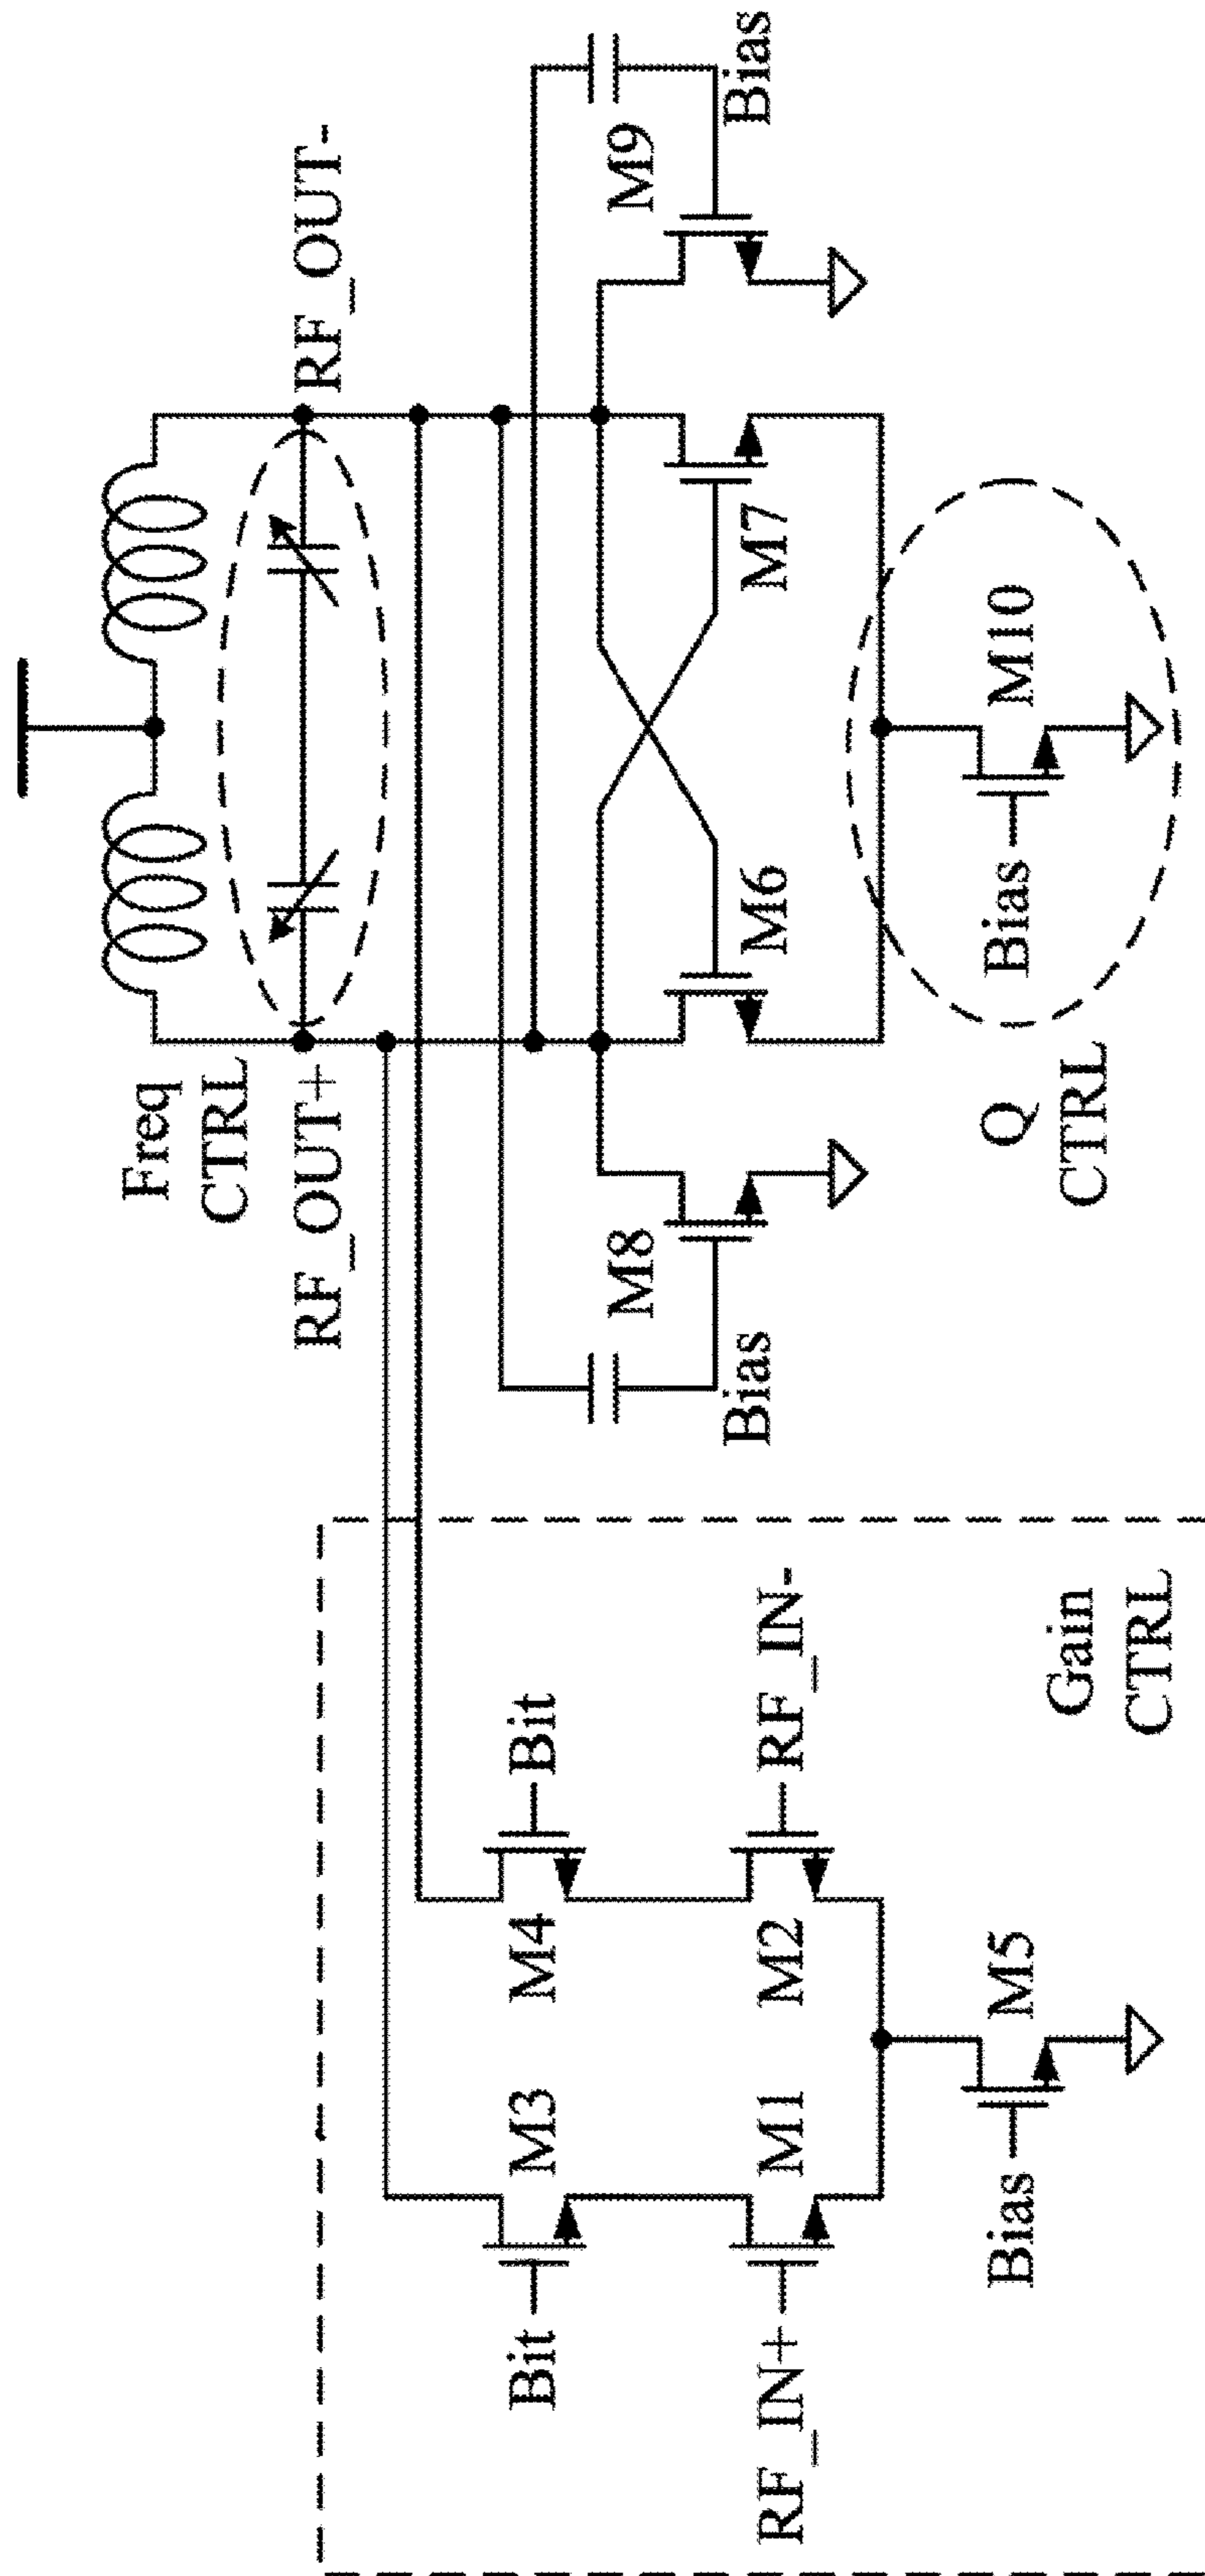 Freq
CTRL
RF_OUT+
RF_OUT-
Bit
M3
M4
Bit
M8
M9
Bias
Bias
RF_IN+
M1
M2
RF_IN-
M6
M7
Bias
M5
Gain
CTRL
Q
CTRL
Bias
M10